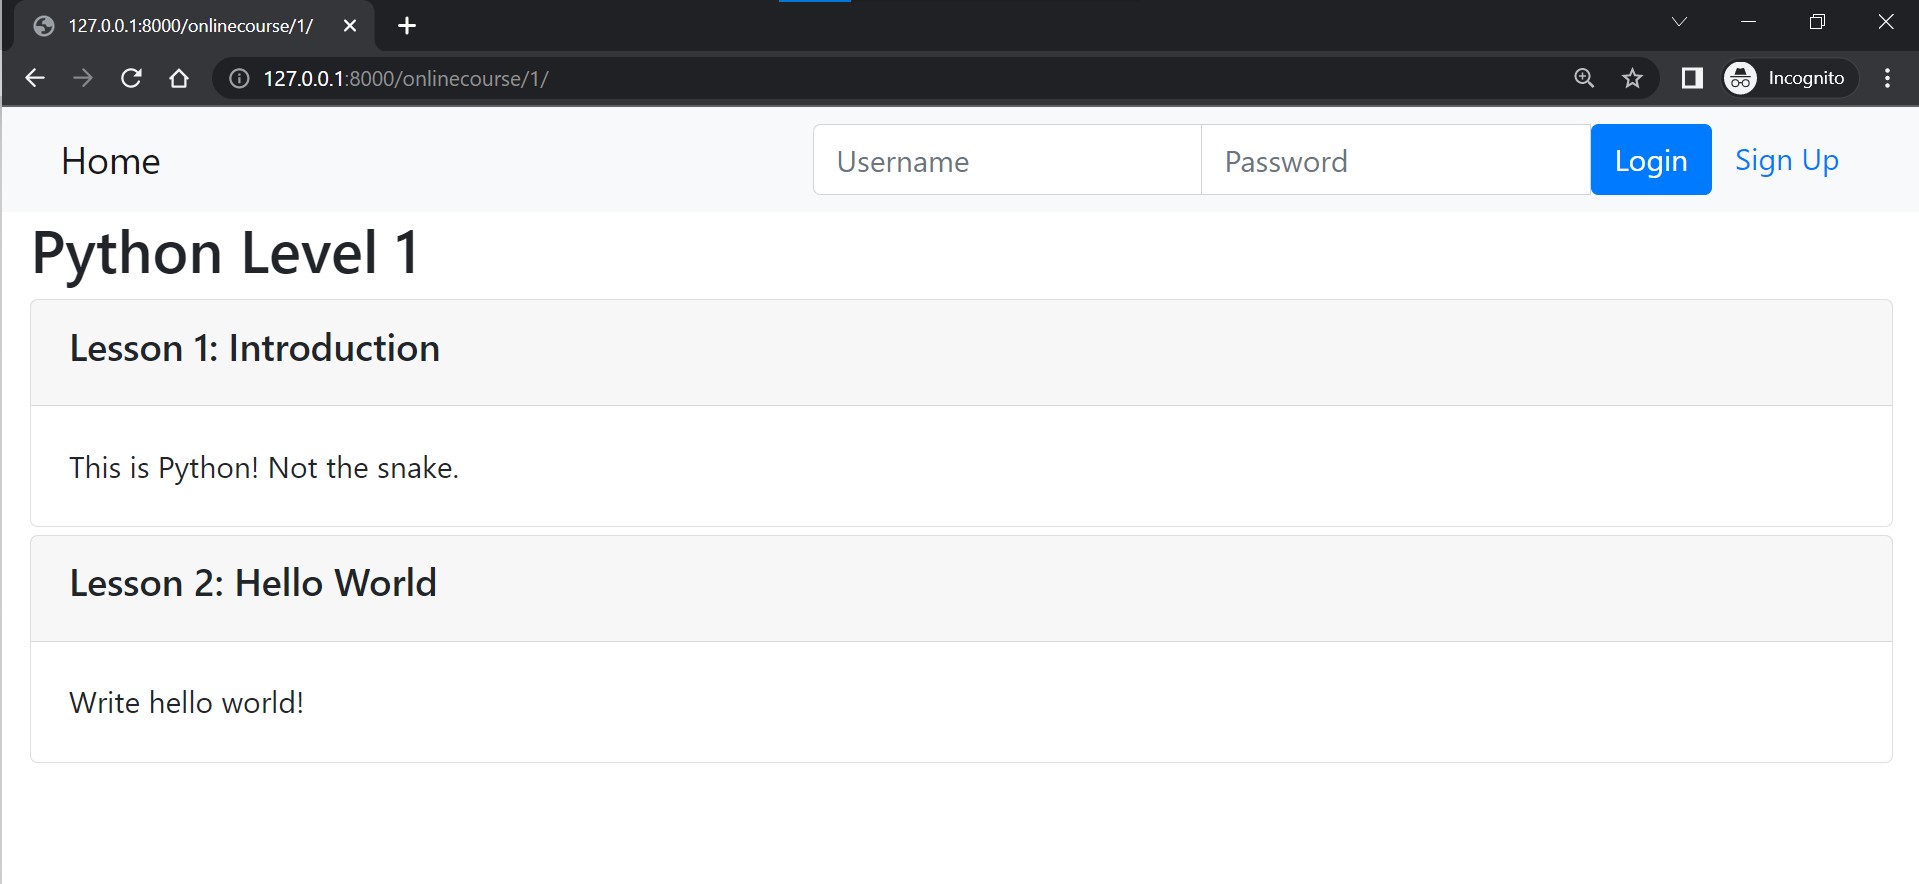 127.0.0.1:8000/onlinecourse/1/
127.0.0.1:8000/onlinecourse/1/ Incognito
Home Username Password Login Sign Up
Python Level 1
Lesson 1: Introduction
This is Python! Not the snake.
Lesson 2: Hello World
Write hello world!